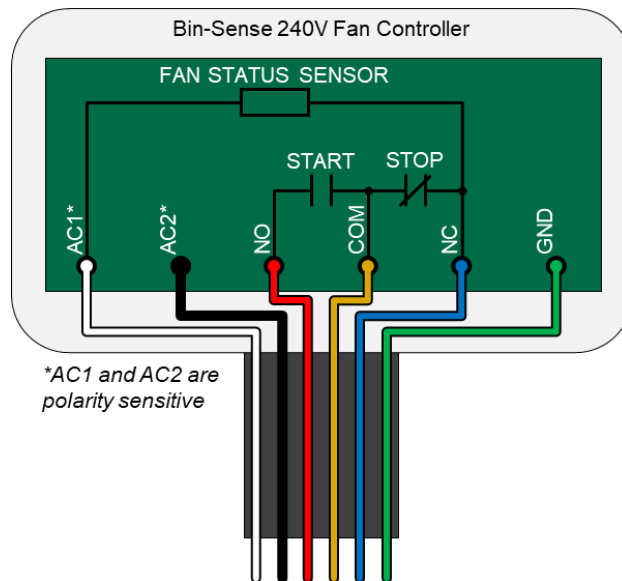 Bin-Sense 240V Fan Controller
FAN STATUS SENSOR
START
STOP
AC1*
AC2*
NO
COM
NC
GND
*AC1 and AC2 are
polarity sensitive